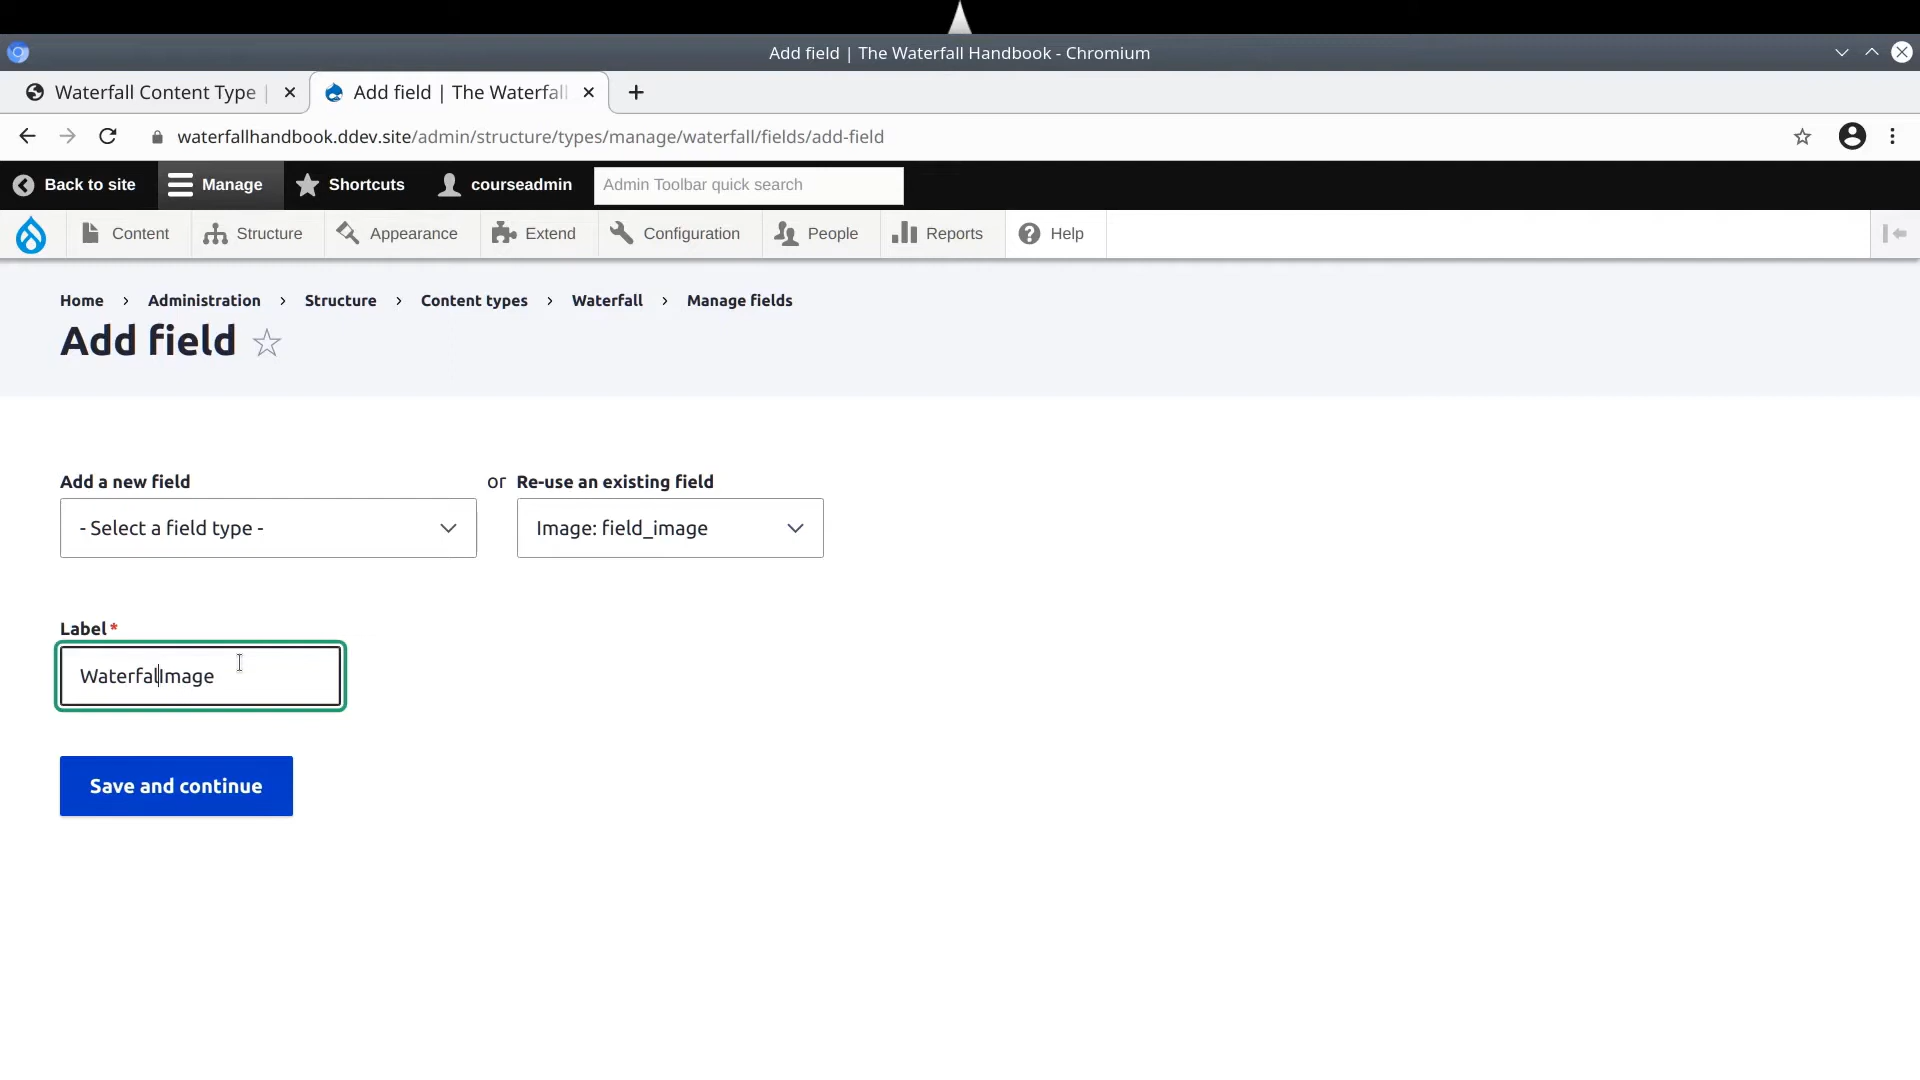 Add field | The Waterfall Handbook - Chromium
Waterfall Content Type |
Add field | The Waterfall
waterfallhandbook.ddev.site/admin/structure/types/manage/waterfall/fields/add-field
Back to site Manage Shortcuts courseadmin Admin Toolbar quick search
Content Structure Appearance Extend Configuration People Reports Help
Home › Administration › Structure › Content types › Waterfall › Manage fields
Add field
Add a new field or Re-use an existing field
- Select a field type - Image: field_image
Label*
WaterfalImage
Save and continue